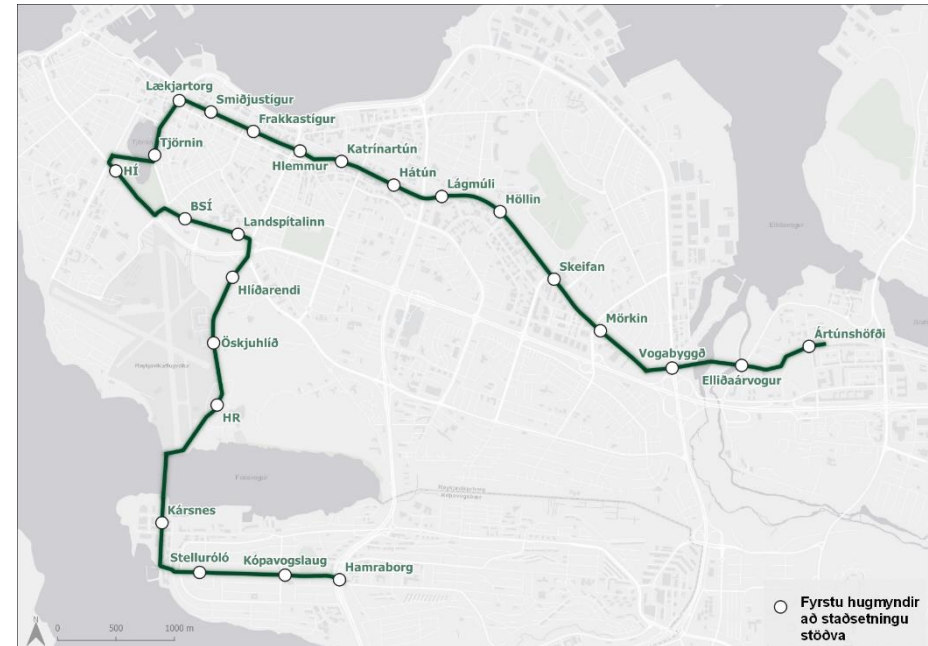 Lækjartorg
Smiðjustígur
Frakkastígur
Tjörnin
Hlemmur
Katrínartún
HÍ
Hátún
Lágmúli
Höllin
BSÍ
Landspítalinn
Hlíðarendi
Skeifan
Mörkin
Öskjuhlíð
Ártúnshöfði
Vogabyggð
Elliðaárvogur
HR
Kársnes
Stelluróló
Kópavogslaug
Hamraborg
Fyrstu hugmyndir
að staðsetningu
stöðva
N
0 500 1000 m